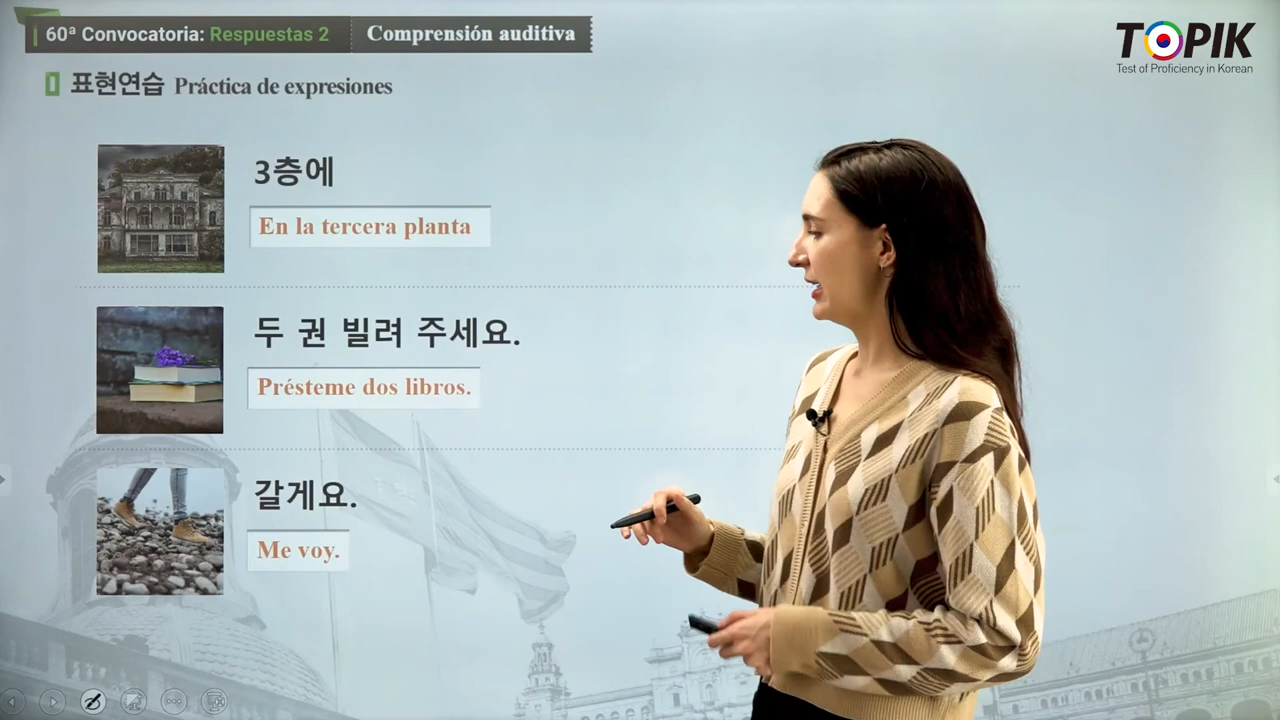 60ª Convocatoria: Respuestas 2 Comprensión auditiva
TOPIK
Test of Proficiency in Korean
표현연습 Práctica de expresiones
3층에
En la tercera planta
두 권 빌려 주세요.
Présteme dos libros.
갈게요.
Me voy.